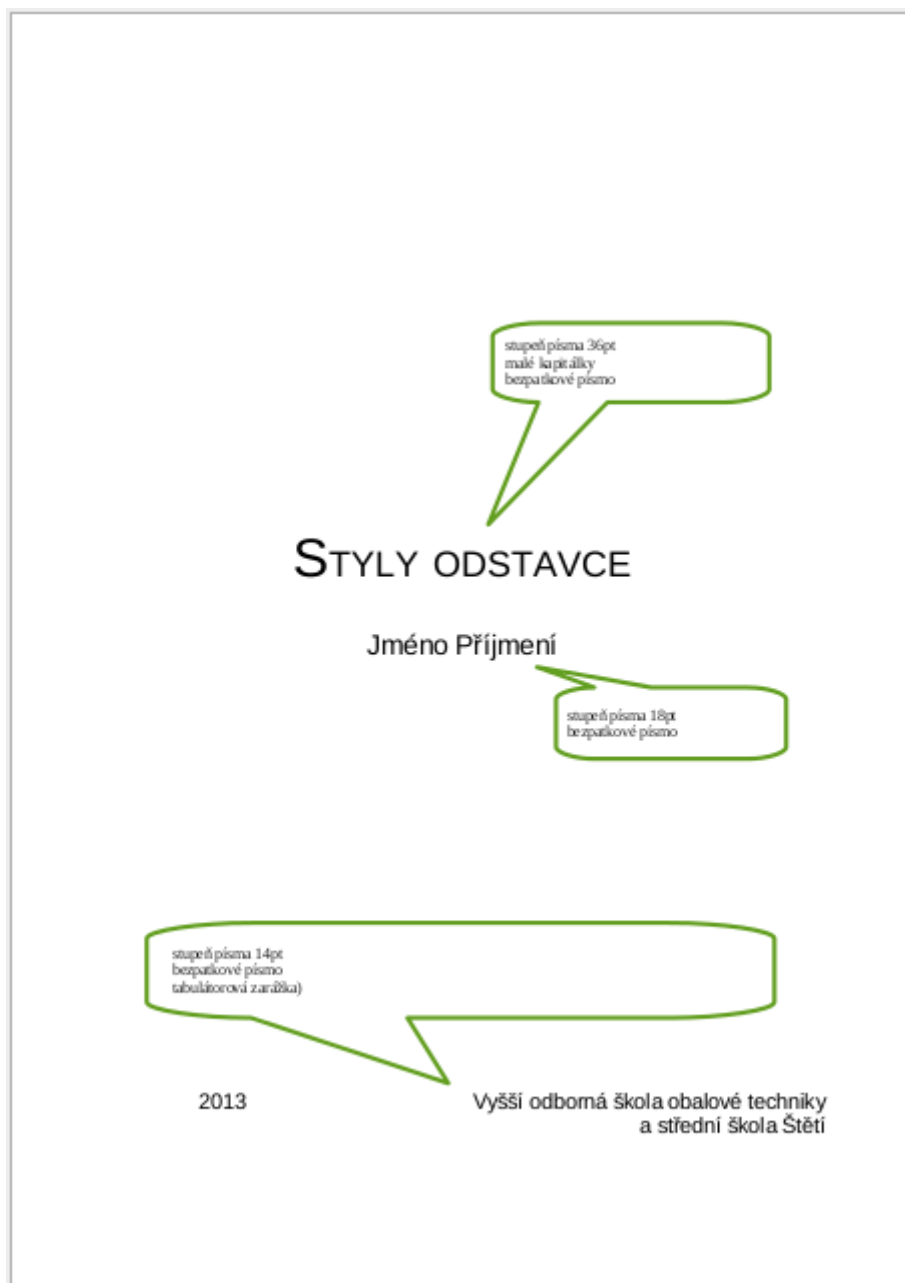 stupeň písma 36pt
malé kapitálky
bezpatkové písmo
Styly odstavce
Jméno Příjmení
stupeň písma 18pt
bezpatkové písmo
stupeň písma 14pt
bezpatkové písmo
tabulátorová zarážka)
2013 Vyšší odborná škola obalové techniky
a střední škola Štětí